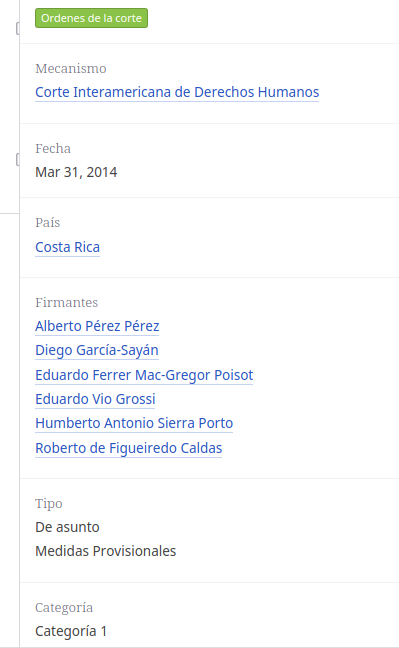 Ordenes de la corte
Mecanismo
Corte Interamericana de Derechos Humanos
Fecha
Mar 31, 2014
País
Costa Rica
Firmantes
Alberto Pérez Pérez
Diego García-Sayán
Eduardo Ferrer Mac-Gregor Poisot
Eduardo Vio Grossi
Humberto Antonio Sierra Porto
Roberto de Figueiredo Caldas
Tipo
De asunto
Medidas Provisionales
Categoría
Categoría 1